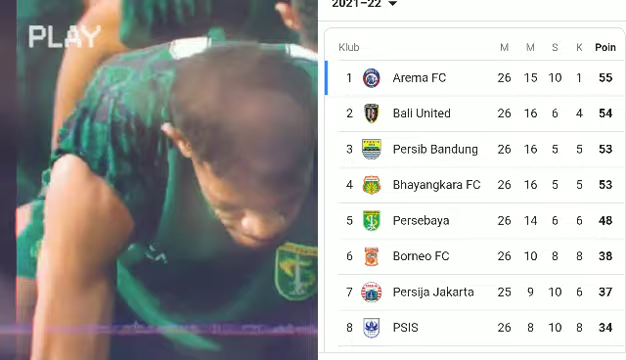 PLAY
2021-22
Klub M M S K Poin
1 Arema FC 26 15 10 1 55
2 Bali United 26 16 6 4 54
3 Persib Bandung 26 16 5 5 53
4 Bhayangkara FC 26 16 5 5 53
5 Persebaya 26 14 6 6 48
6 Borneo FC 26 10 8 8 38
7 Persija Jakarta 25 9 10 6 37
8 PSIS 26 8 10 8 34